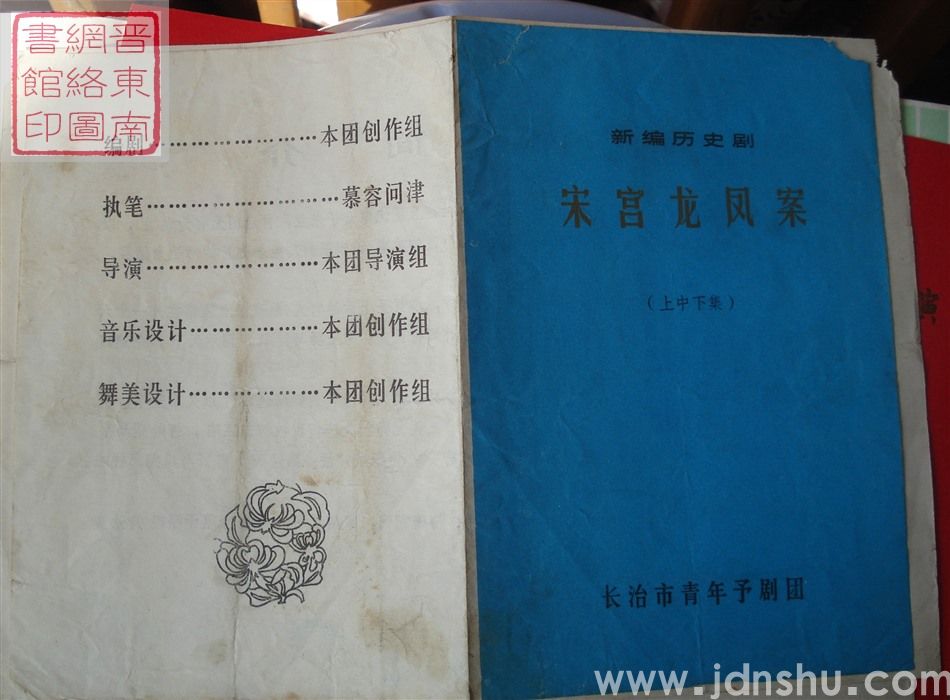 晋東南
網絡圖
書館印
编剧……………………本团创作组
执笔………………………慕容问津
导演……………………本团导演组
音乐设计………………本团创作组
舞美设计………………本团创作组
新编历史剧
宋宫龙凤案
（上中下集）
长治市青年予剧团
演
www.jdnshu.com